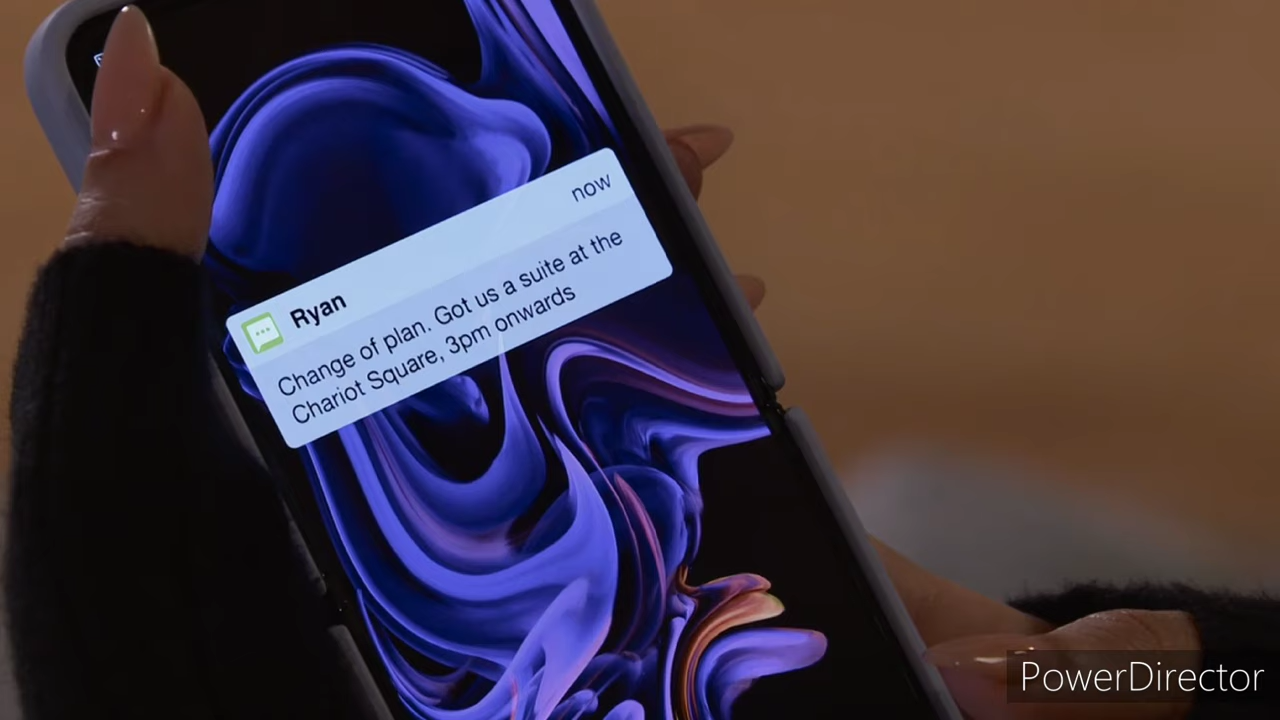 now
Ryan
Change of plan. Got us a suite at the
Chariot Square, 3pm onwards
PowerDirector